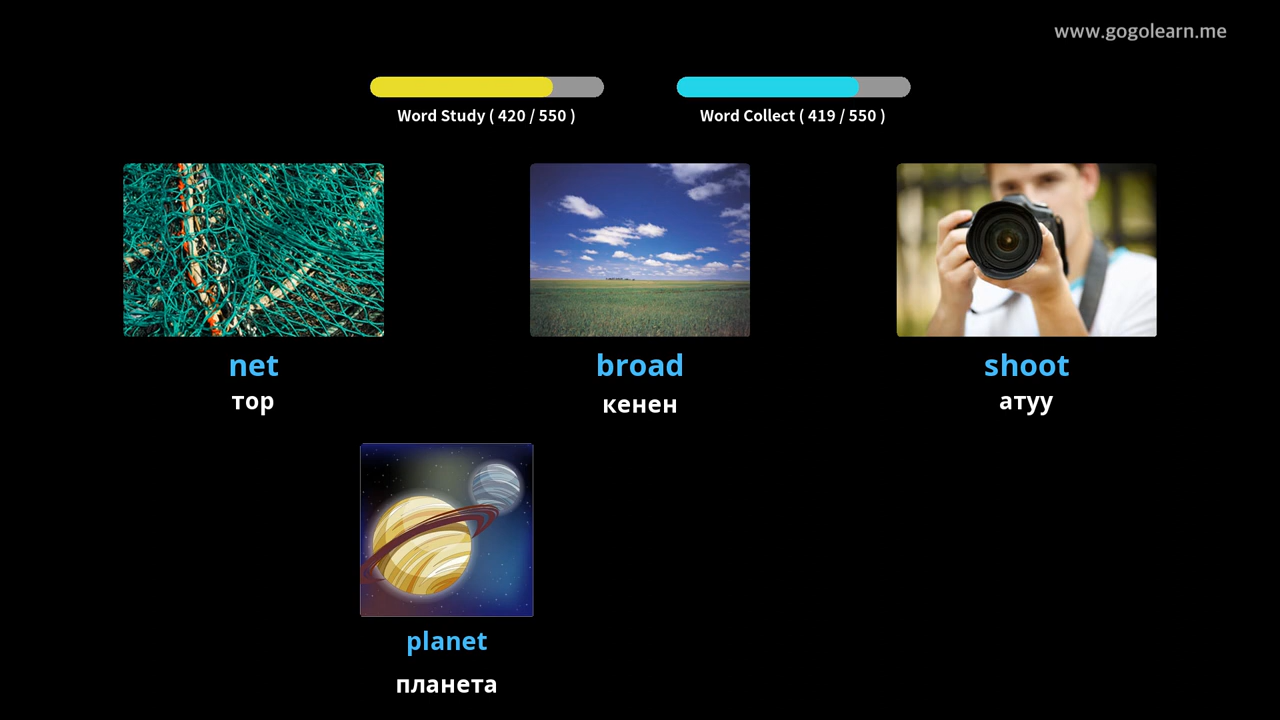 www.gogolearn.me
Word Study ( 420 / 550 )
Word Collect ( 419 / 550 )
net
тор
broad
кенен
shoot
атуу
planet
планета